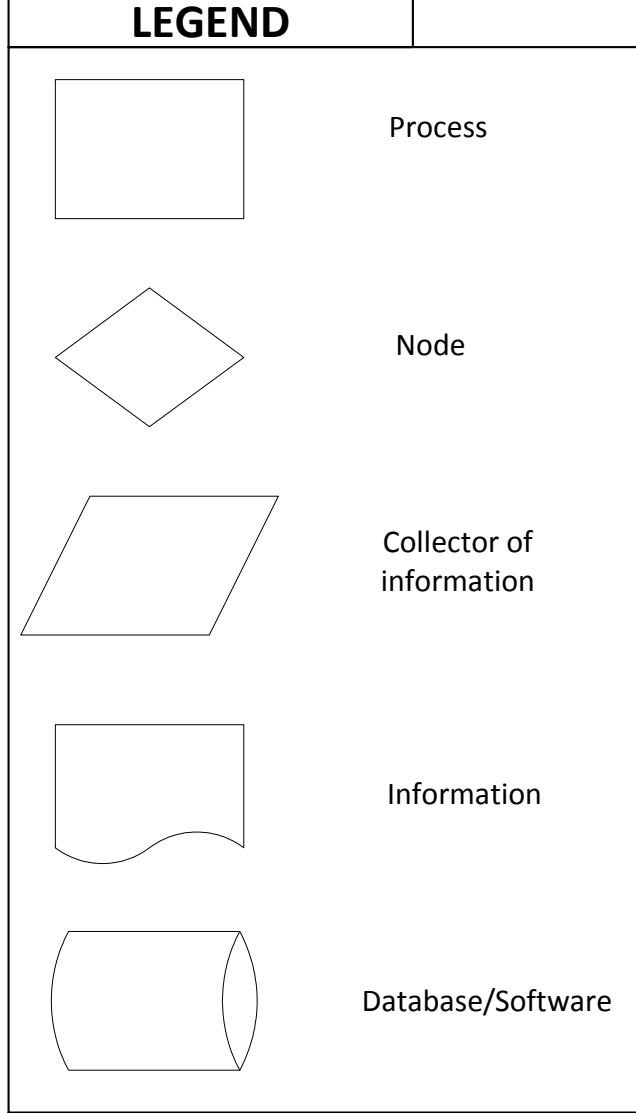 LEGEND
Process
Node
Collector of
information
Information
Database/Software